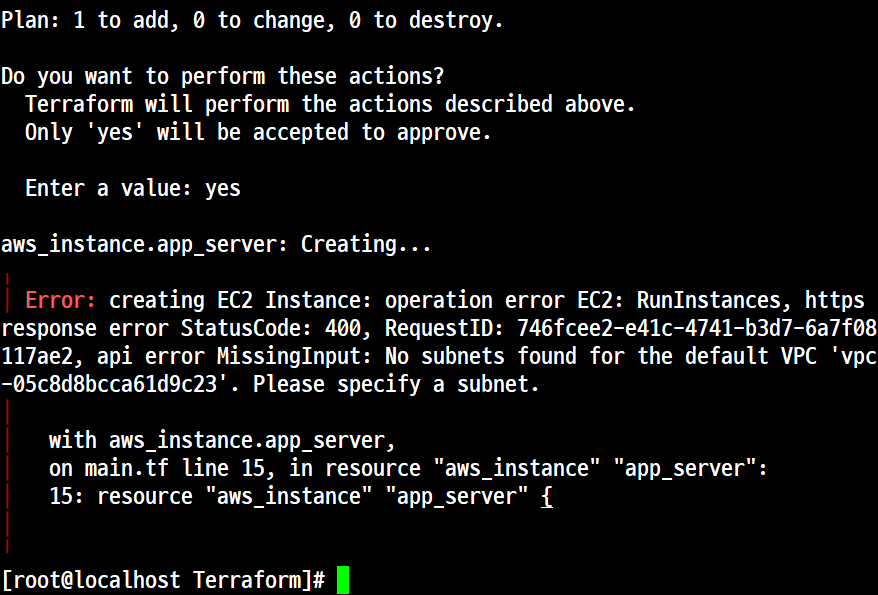 Plan: 1 to add, 0 to change, 0 to destroy.
Do you want to perform these actions?
Terraform will perform the actions described above.
Only 'yes' will be accepted to approve.
Enter a value: yes
aws_instance.app_server: Creating...
Error: creating EC2 Instance: operation error EC2: RunInstances, https
response error StatusCode: 400, RequestID: 746fcee2-e41c-4741-b3d7-6a7f08
117ae2, api error MissingInput: No subnets found for the default VPC 'vpc
-05c8d8bcca61d9c23'. Please specify a subnet.
with aws_instance.app_server,
on main.tf line 15, in resource "aws_instance" "app_server":
15: resource "aws_instance" "app_server" {
[root@localhost Terraform]#